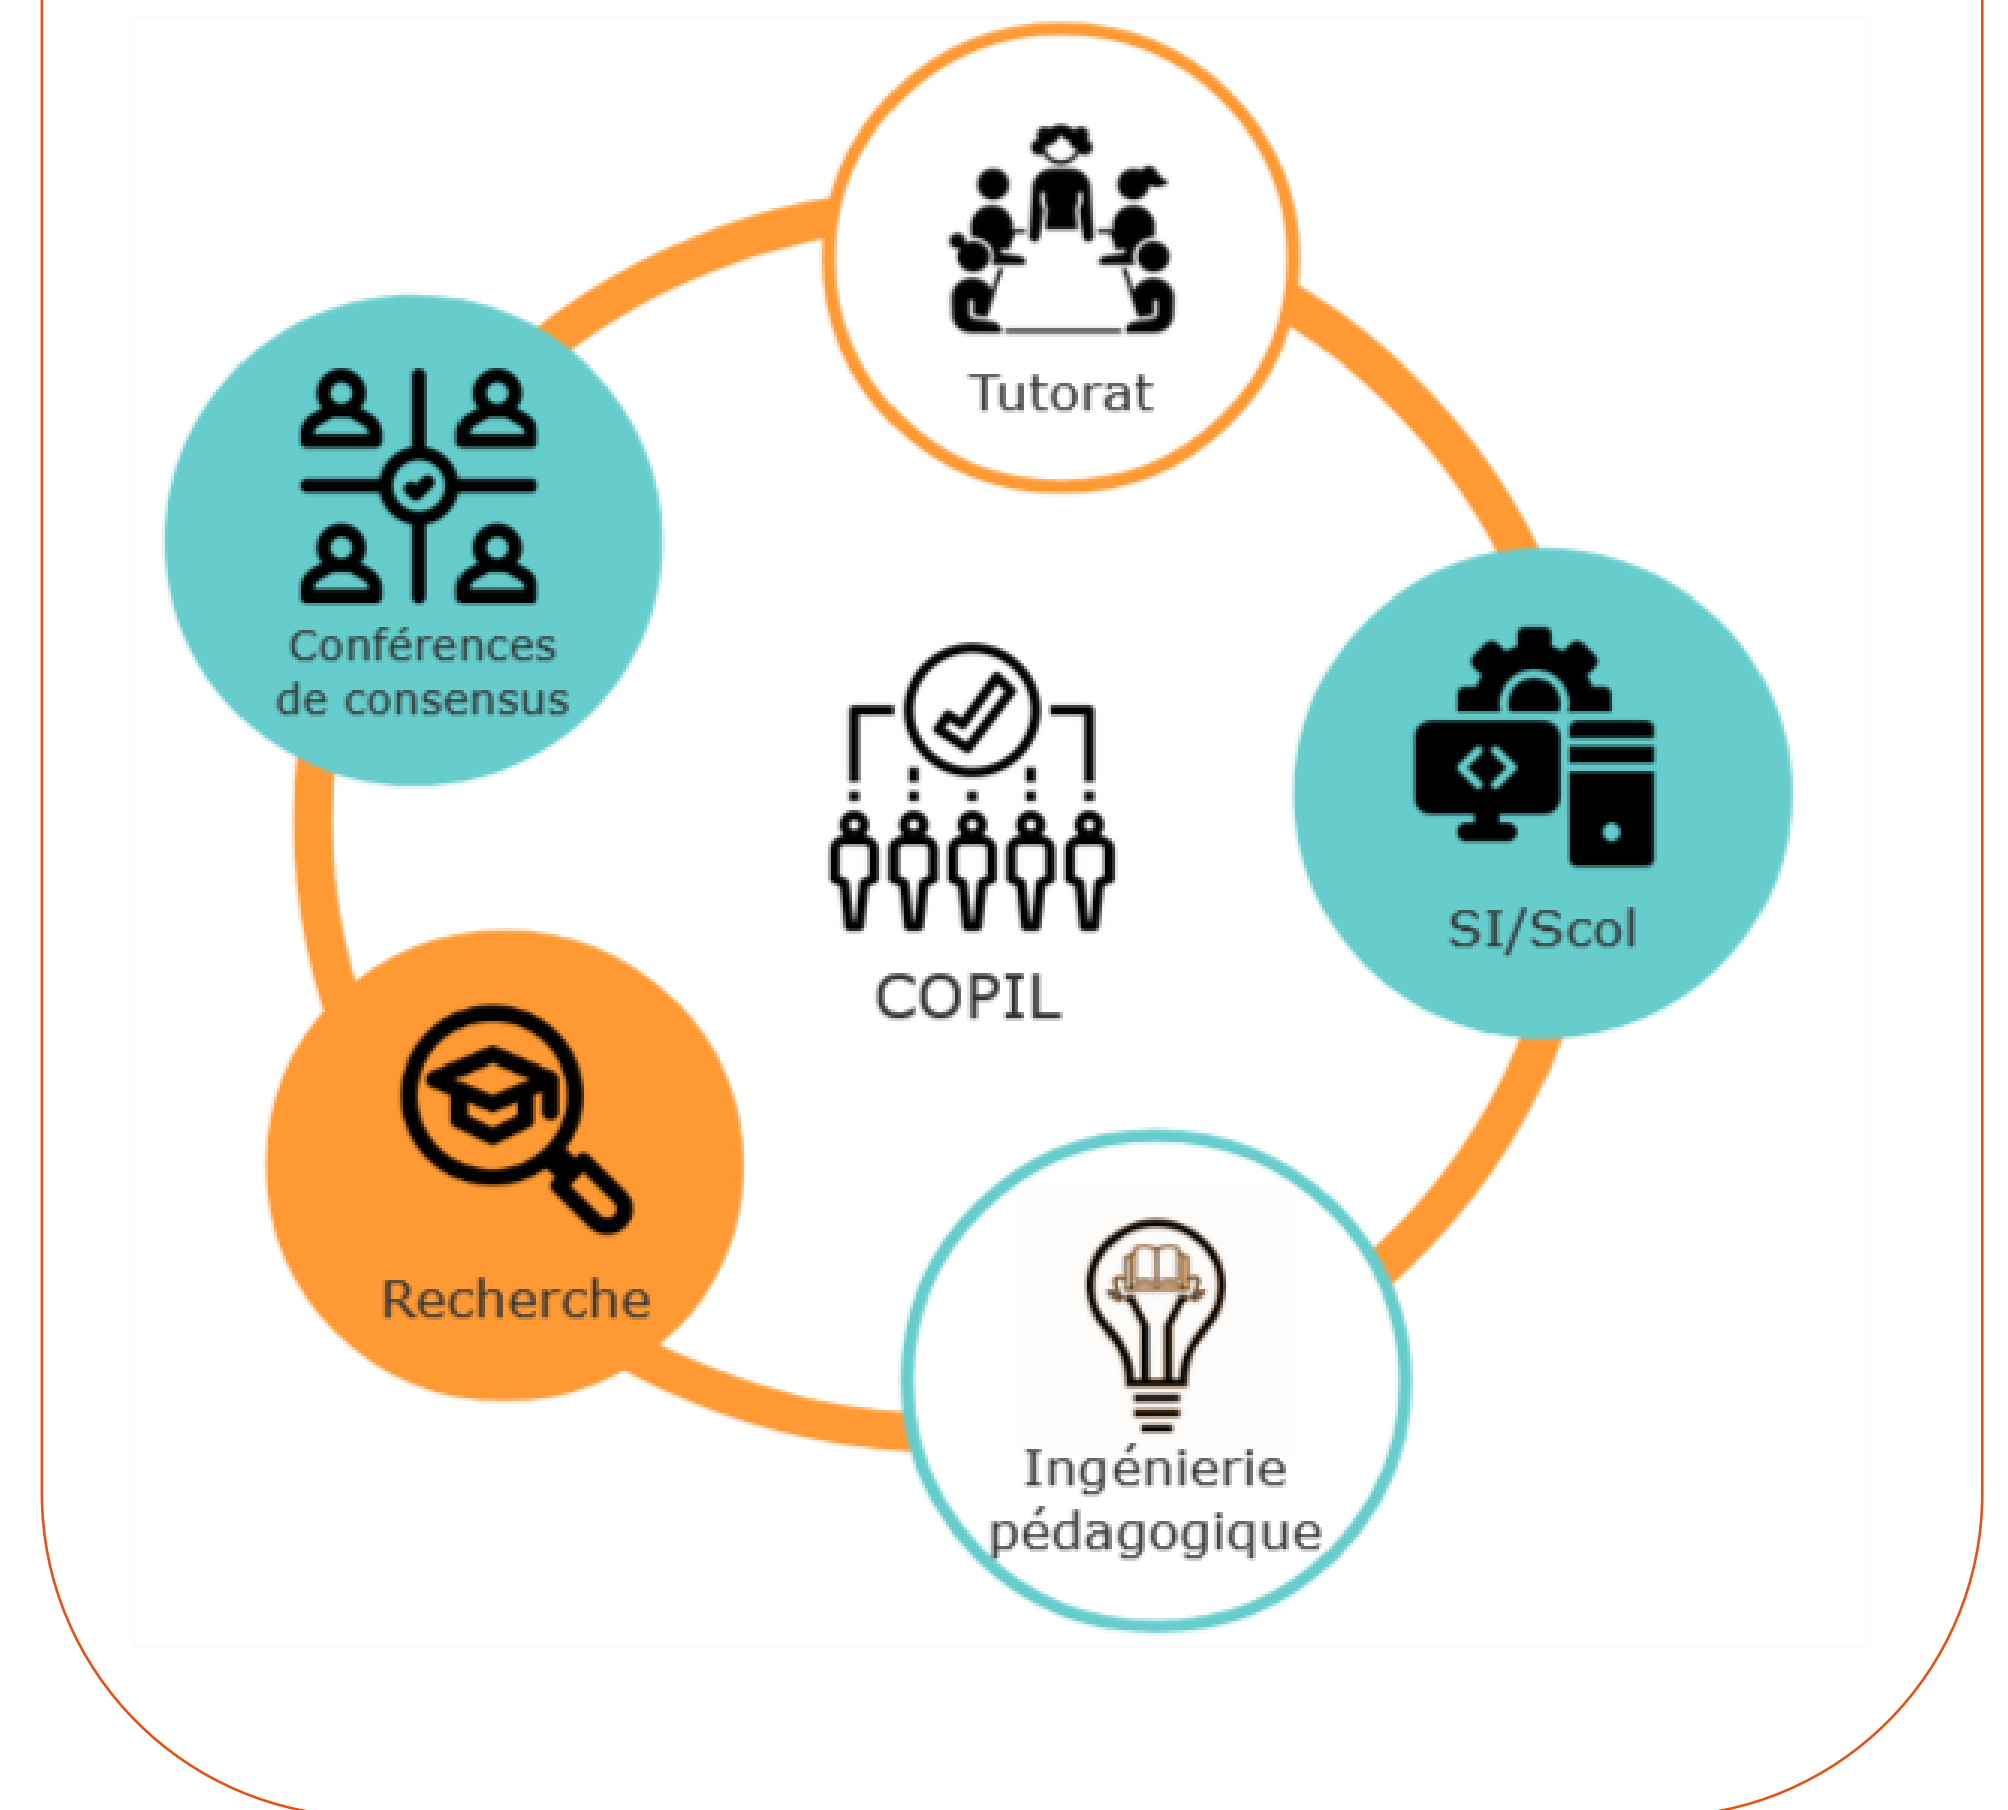 Tutorat
Conférences
de consensus
SI/Scol
COPIL
Recherche
Ingénierie
pédagogique